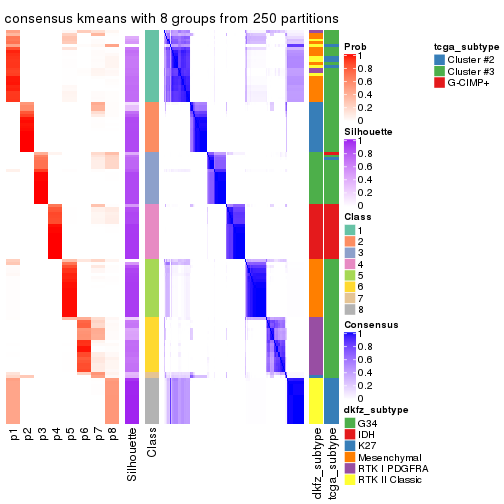 consensus kmeans with 8 groups from 250 partitions
Prob
1
0.8
0.6
0.4
0.2
0
Silhouette
1
0.8
0.6
0.4
0.2
0
Class
1
2
3
4
5
6
7
8
Consensus
1
0.8
0.6
0.4
0.2
0
dkfz_subtype
G34
IDH
K27
Mesenchymal
RTK I PDGFRA
RTK II Classic
tcga_subtype
Cluster #2
Cluster #3
G-CIMP+
p1
p2
p3
p4
p5
p6
p7
p8
Silhouette
Class
dkfz_subtype
tcga_subtype